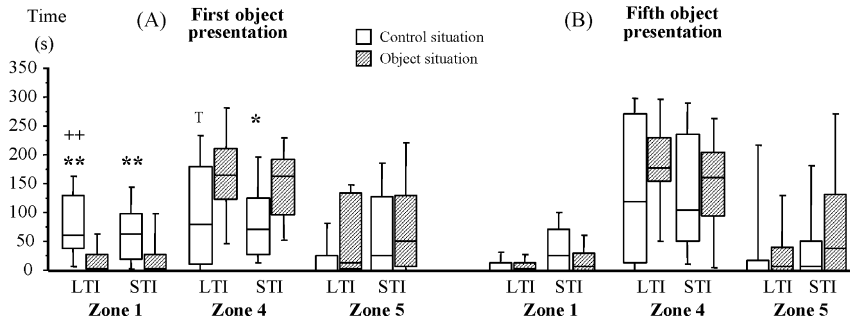 Time
(s)
(A)
First object
presentation
Control situation
Object situation
(B)
Fifth object
presentation
350
300
250
200
150
100
50
0
++
**
**
T
*
LTI STI LTI STI LTI STI LTI STI LTI STI LTI STI
Zone 1 Zone 4 Zone 5 Zone 1 Zone 4 Zone 5